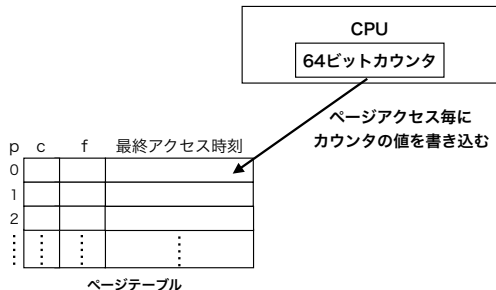 CPU
64ビットカウンタ
ページアクセス毎に
カウンタの値を書き込む
p c f 最終アクセス時刻
0
1
2
ページテーブル